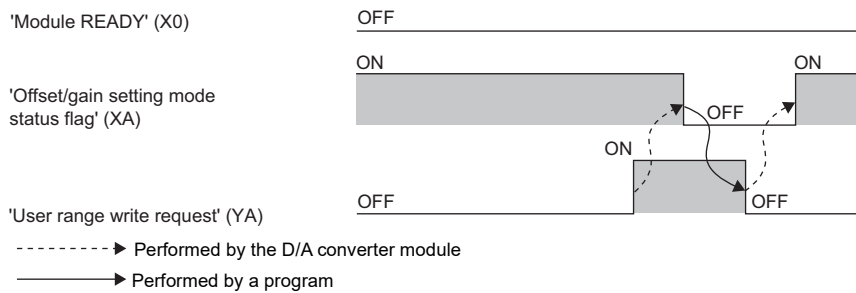 'Module READY' (X0)
OFF
ON
ON
'Offset/gain setting mode
status flag' (XA)
OFF
ON
'User range write request' (YA)
OFF
OFF
Performed by the D/A converter module
Performed by a program